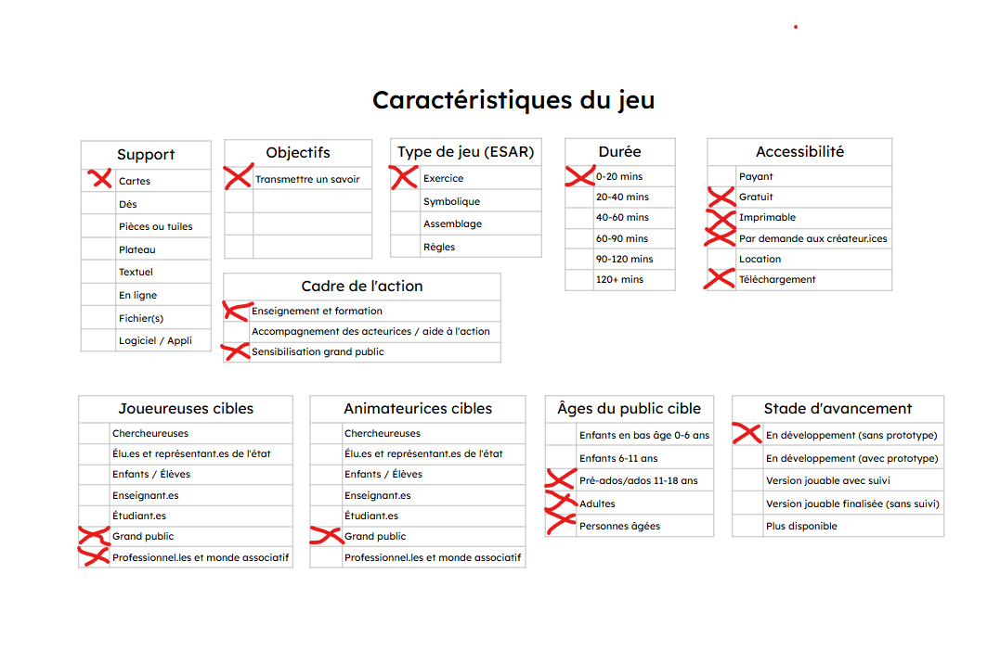 Caractéristiques du jeu
Support
Cartes
Dés
Pièces ou tuiles
Plateau
Textuel
En ligne
Fichier(s)
Logiciel / Appli
Objectifs
Transmettre un savoir
Type de jeu (ESAR)
Exercice
Symbolique
Assemblage
Règles
Durée
0-20 mins
20-40 mins
40-60 mins
60-90 mins
90-120 mins
120+ mins
Accessibilité
Payant
Gratuit
Imprimable
Par demande aux créateur.ices
Location
Téléchargement
Cadre de l'action
Enseignement et formation
Accompagnement des acteurices / aide à l'action
Sensibilisation grand public
Joueureuses cibles
Chercheureuses
Élu.es et représentant.es de l'état
Enfants / Élèves
Enseignant.es
Étudiant.es
Grand public
Professionnel.les et monde associatif
Animateurices cibles
Chercheureuses
Élu.es et représentant.es de l'état
Enfants / Élèves
Enseignant.es
Étudiant.es
Grand public
Professionnel.les et monde associatif
Âges du public cible
Enfants en bas âge 0-6 ans
Enfants 6-11 ans
Pré-ados/ados 11-18 ans
Adultes
Personnes âgées
Stade d'avancement
En développement (sans prototype)
En développement (avec prototype)
Version jouable avec suivi
Version jouable finalisée (sans suivi)
Plus disponible